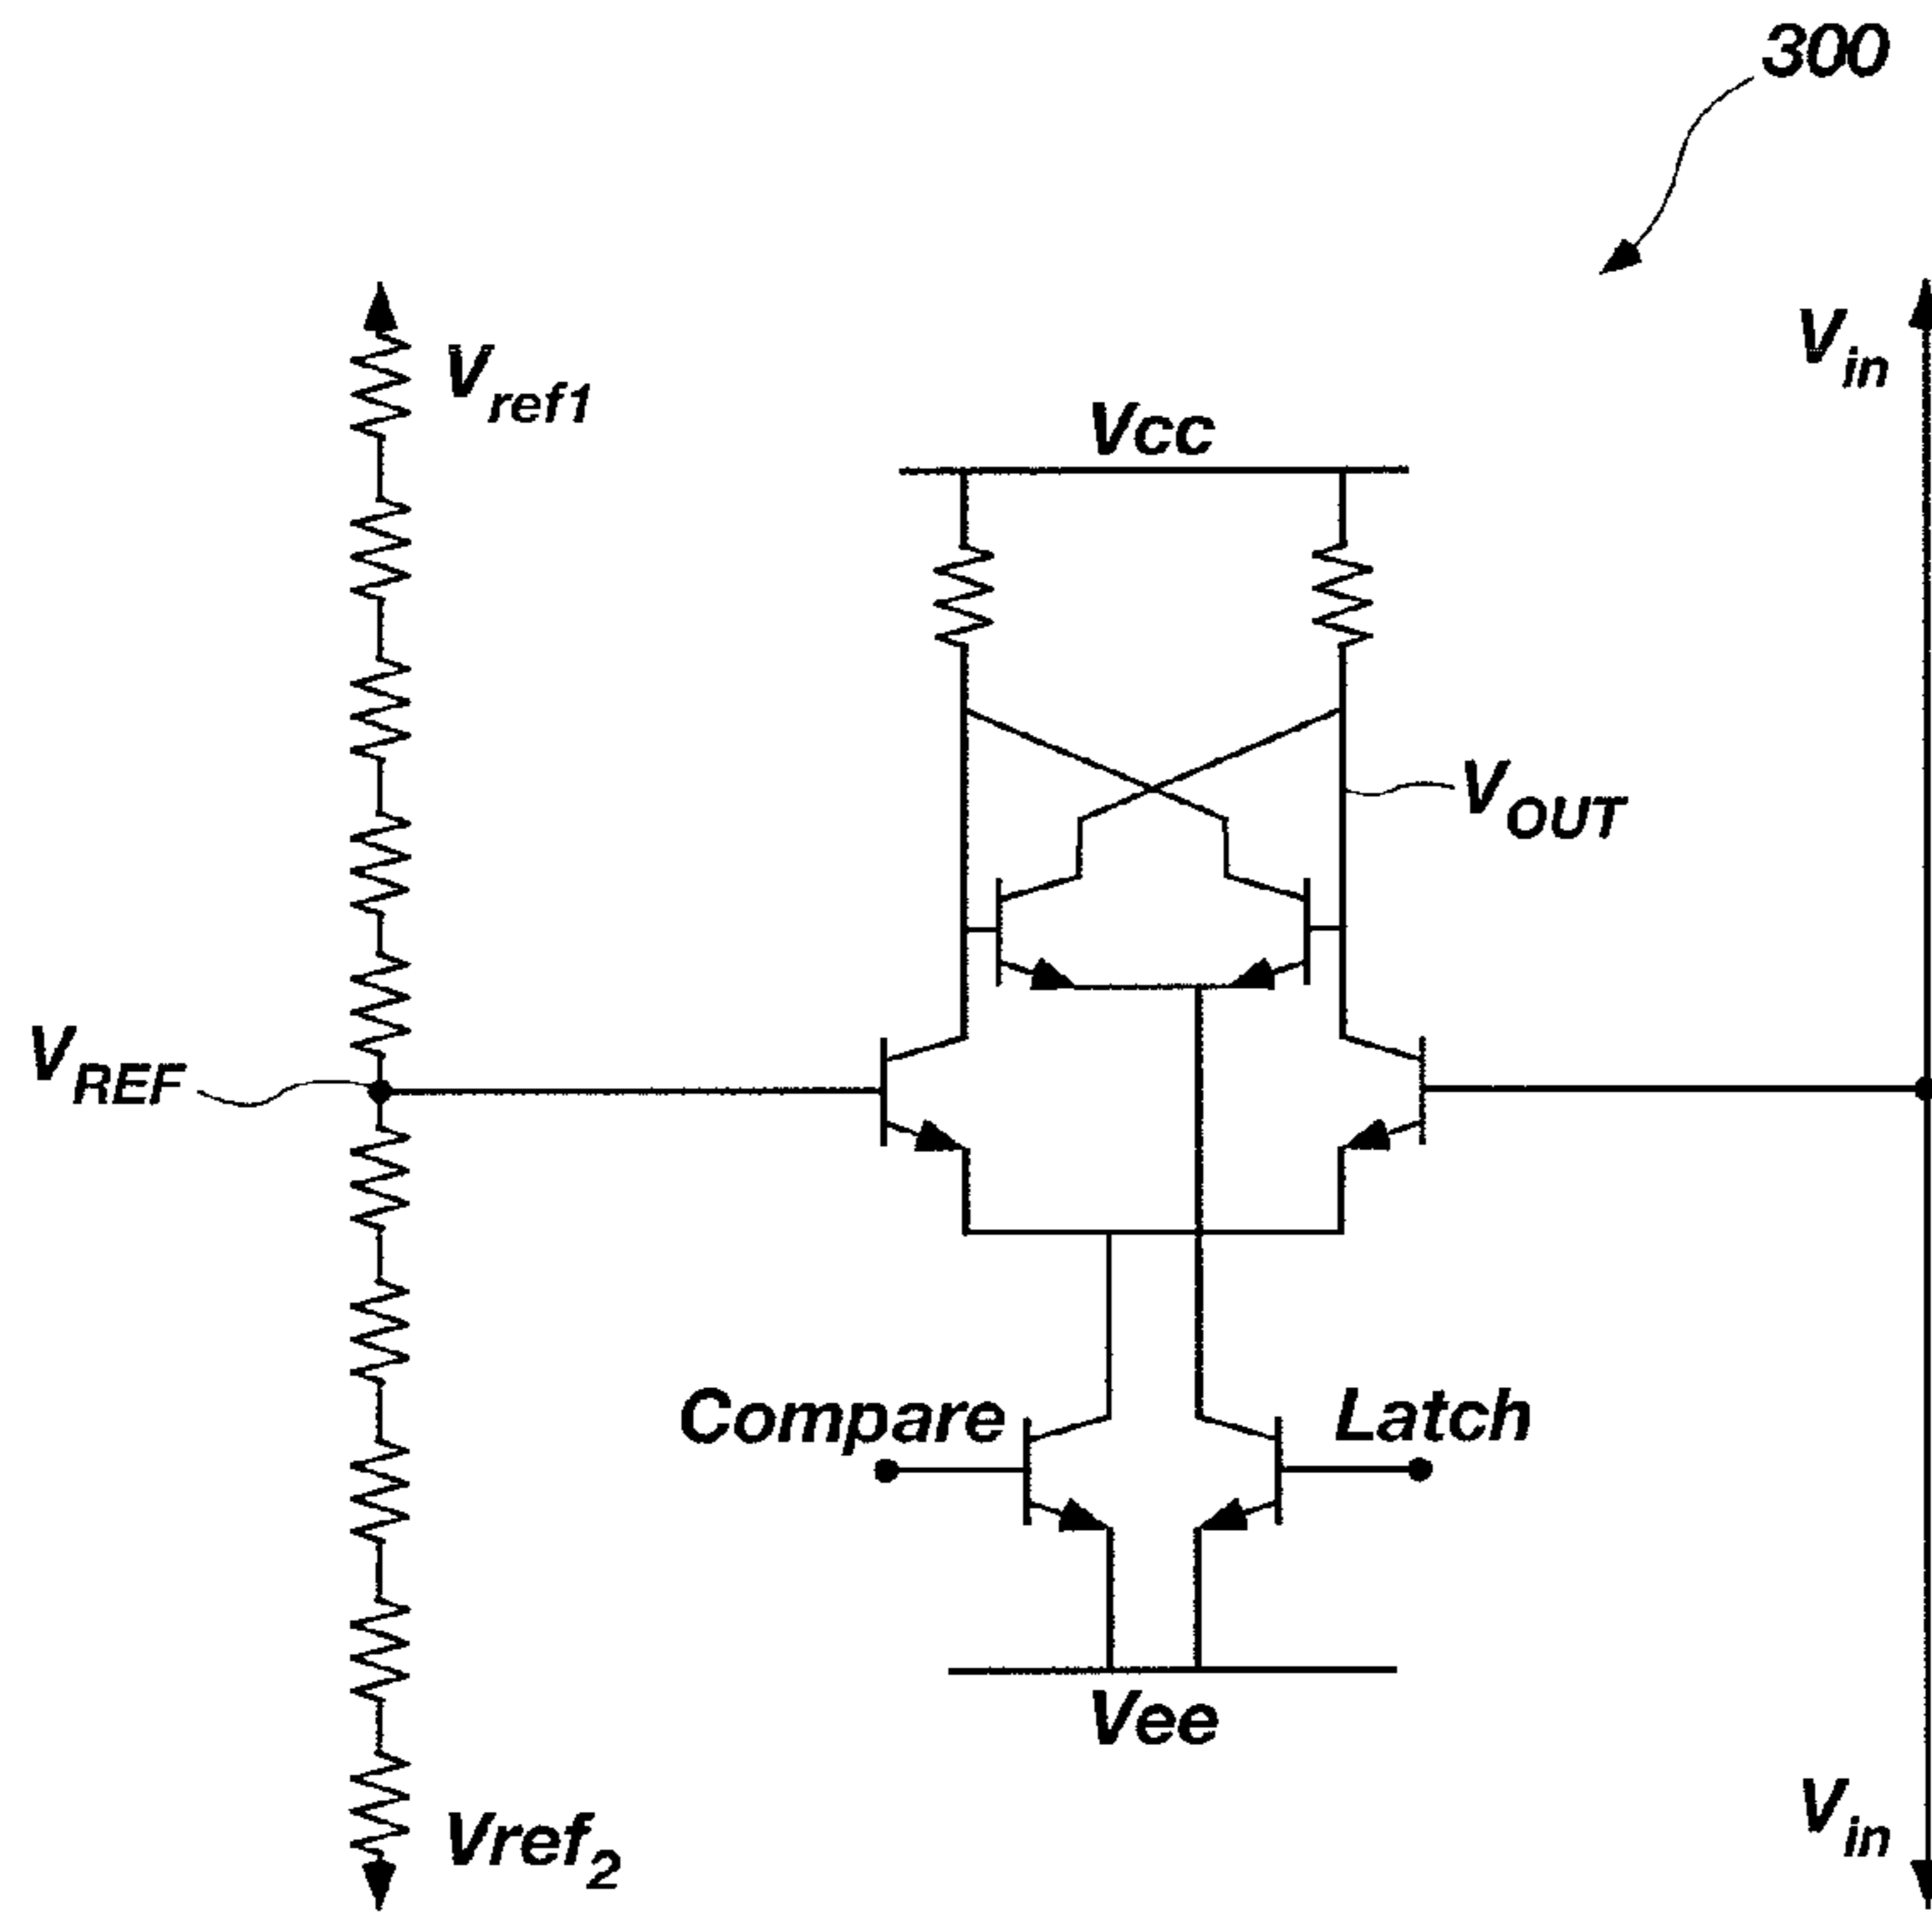 300
Vref1
Vin
Vcc
VOUT
VREF
Compare
Latch
Vee
Vref2
Vin